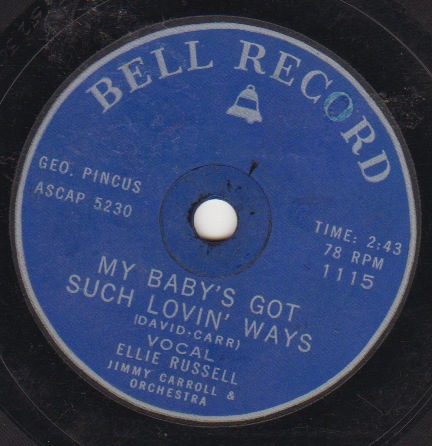 BELL RECORD
GEO. PINCUS
ASCAP 5230
TIME: 2:43
78 RPM
1115
MY BABY'S GOT
SUCH LOVIN' WAYS
(DAVID-CARR)
VOCAL
ELLIE RUSSELL
JIMMY CARROLL &
ORCHESTRA